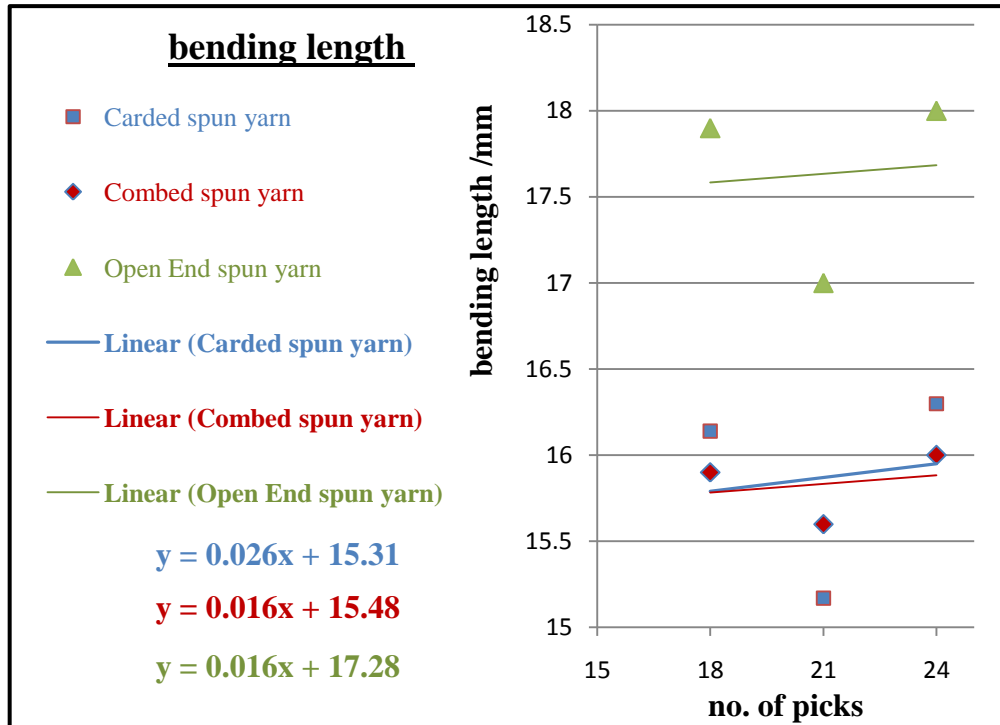 bending length
Carded spun yarn
Combed spun yarn
Open End spun yarn
Linear (Carded spun yarn)
Linear (Combed spun yarn)
Linear (Open End spun yarn)
y = 0.026x + 15.31
y = 0.016x + 15.48
y = 0.016x + 17.28
bending length /mm
18.5
18
17.5
17
16.5
16
15.5
15
15 18 21 24
no. of picks